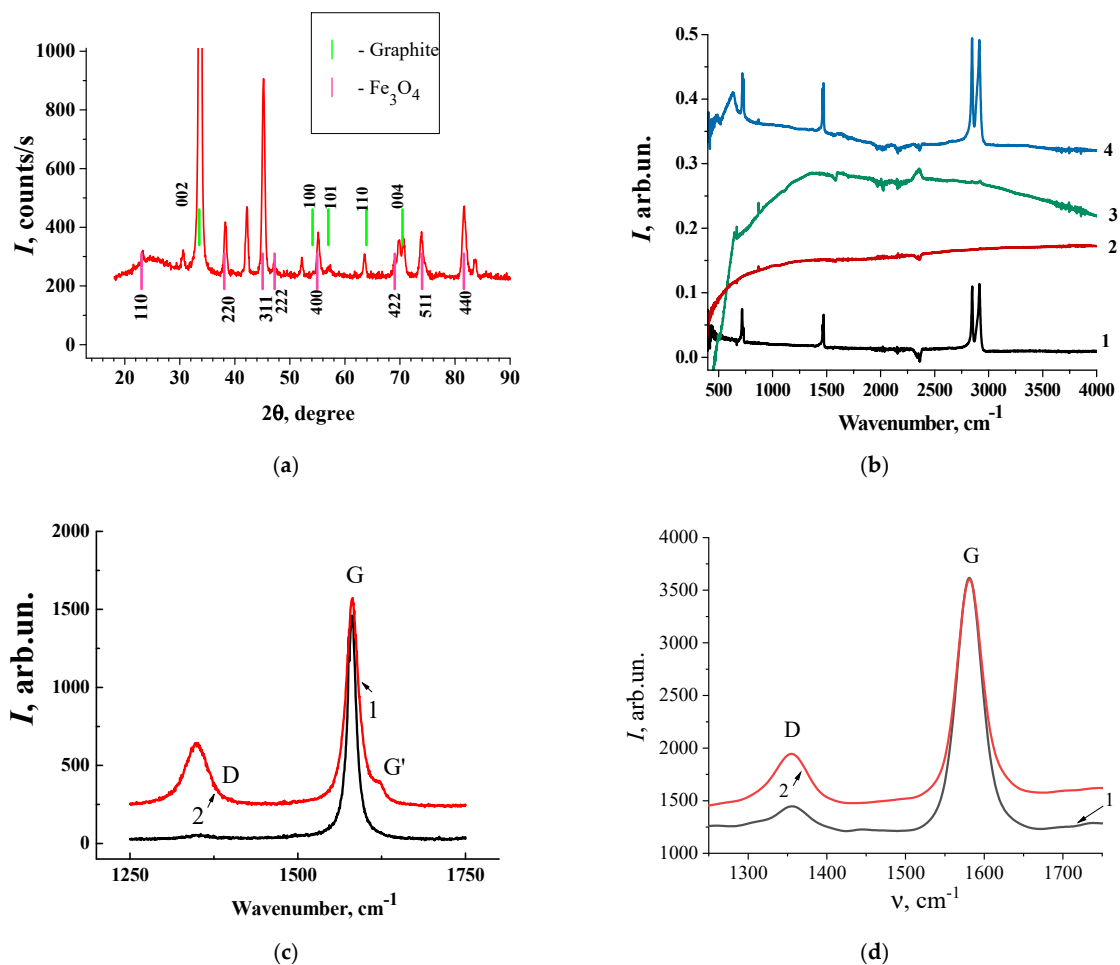 - Graphite
- Fe3O4
1000
800
600
400
200
0
I, counts/s
002
100
101
110
004
110
220
311
222
400
422
511
440
20 30 40 50 60 70 80 90
2θ, degree
(a)
0.5
0.4
0.3
0.2
0.1
0.0
I, arb.un.
4
3
2
1
500 1000 1500 2000 2500 3000 3500 4000
Wavenumber, cm-1
(b)
2000
1750
1500
1000
500
250
0
I, arb.un.
G
1
G'
D
2
1250 1500 1750
Wavenumber, cm-1
(c)
4000
3500
3000
2500
2000
1500
1000
I, arb.un.
G
D
2
1
1300 1400 1500 1600 1700
ν, cm-1
(d)